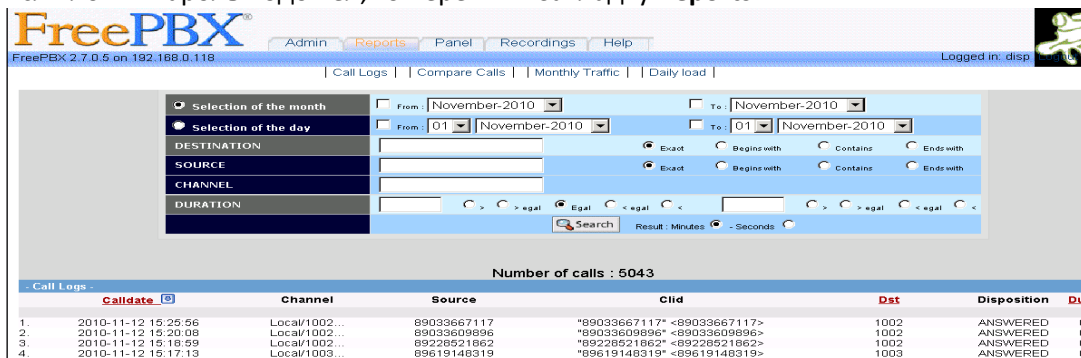 Reports
FreePBX®
Admin Reports Panel Recordings Help
FreePBX 2.7.0.5 on 192.168.0.118 Logged in: disp
| Call Logs | | Compare Calls | | Monthly Traffic | | Daily load |
Selection of the month From : November-2010 To : November-2010
Selection of the day From : 01 November-2010 To : 01 November-2010
DESTINATION Exact Begins with Contains Ends with
SOURCE Exact Begins with Contains Ends with
CHANNEL
DURATION > > egal Egal < egal < > > egal < egal <
Search Result : Minutes - Seconds
Number of calls : 5043
- Call Logs -
Calldate Channel Source Clid Dst Disposition
1. 2010-11-12 15:25:56 Local/1002... 89033667117 "89033667117" <89033667117> 1002 ANSWERED
2. 2010-11-12 15:20:08 Local/1002... 89033609896 "89033609896" <89033609896> 1002 ANSWERED
3. 2010-11-12 15:18:59 Local/1002... 89228521862 "89228521862" <89228521862> 1002 ANSWERED
4. 2010-11-12 15:17:13 Local/1003... 89619148319 "89619148319" <89619148319> 1003 ANSWERED